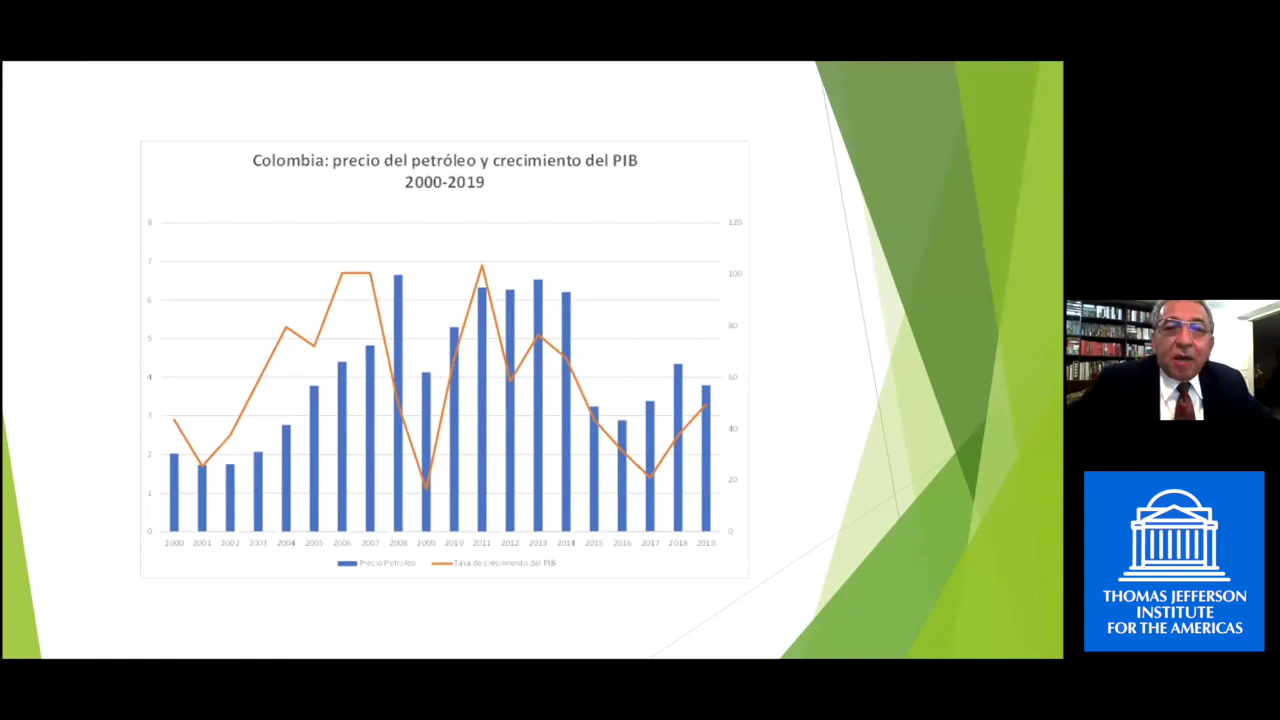 Colombia: precio del petróleo y crecimiento del PIB
2000-2019
8
7
6
5
4
3
2
1
0
120
100
80
60
40
20
0
2000 2001 2002 2003 2004 2005 2006 2007 2008 2009 2010 2011 2012 2013 2014 2015 2016 2017 2018 2019
Precio Petroleo Tasa de crecimiento del PIB
THOMAS JEFFERSON
INSTITUTE
FOR THE AMERICAS